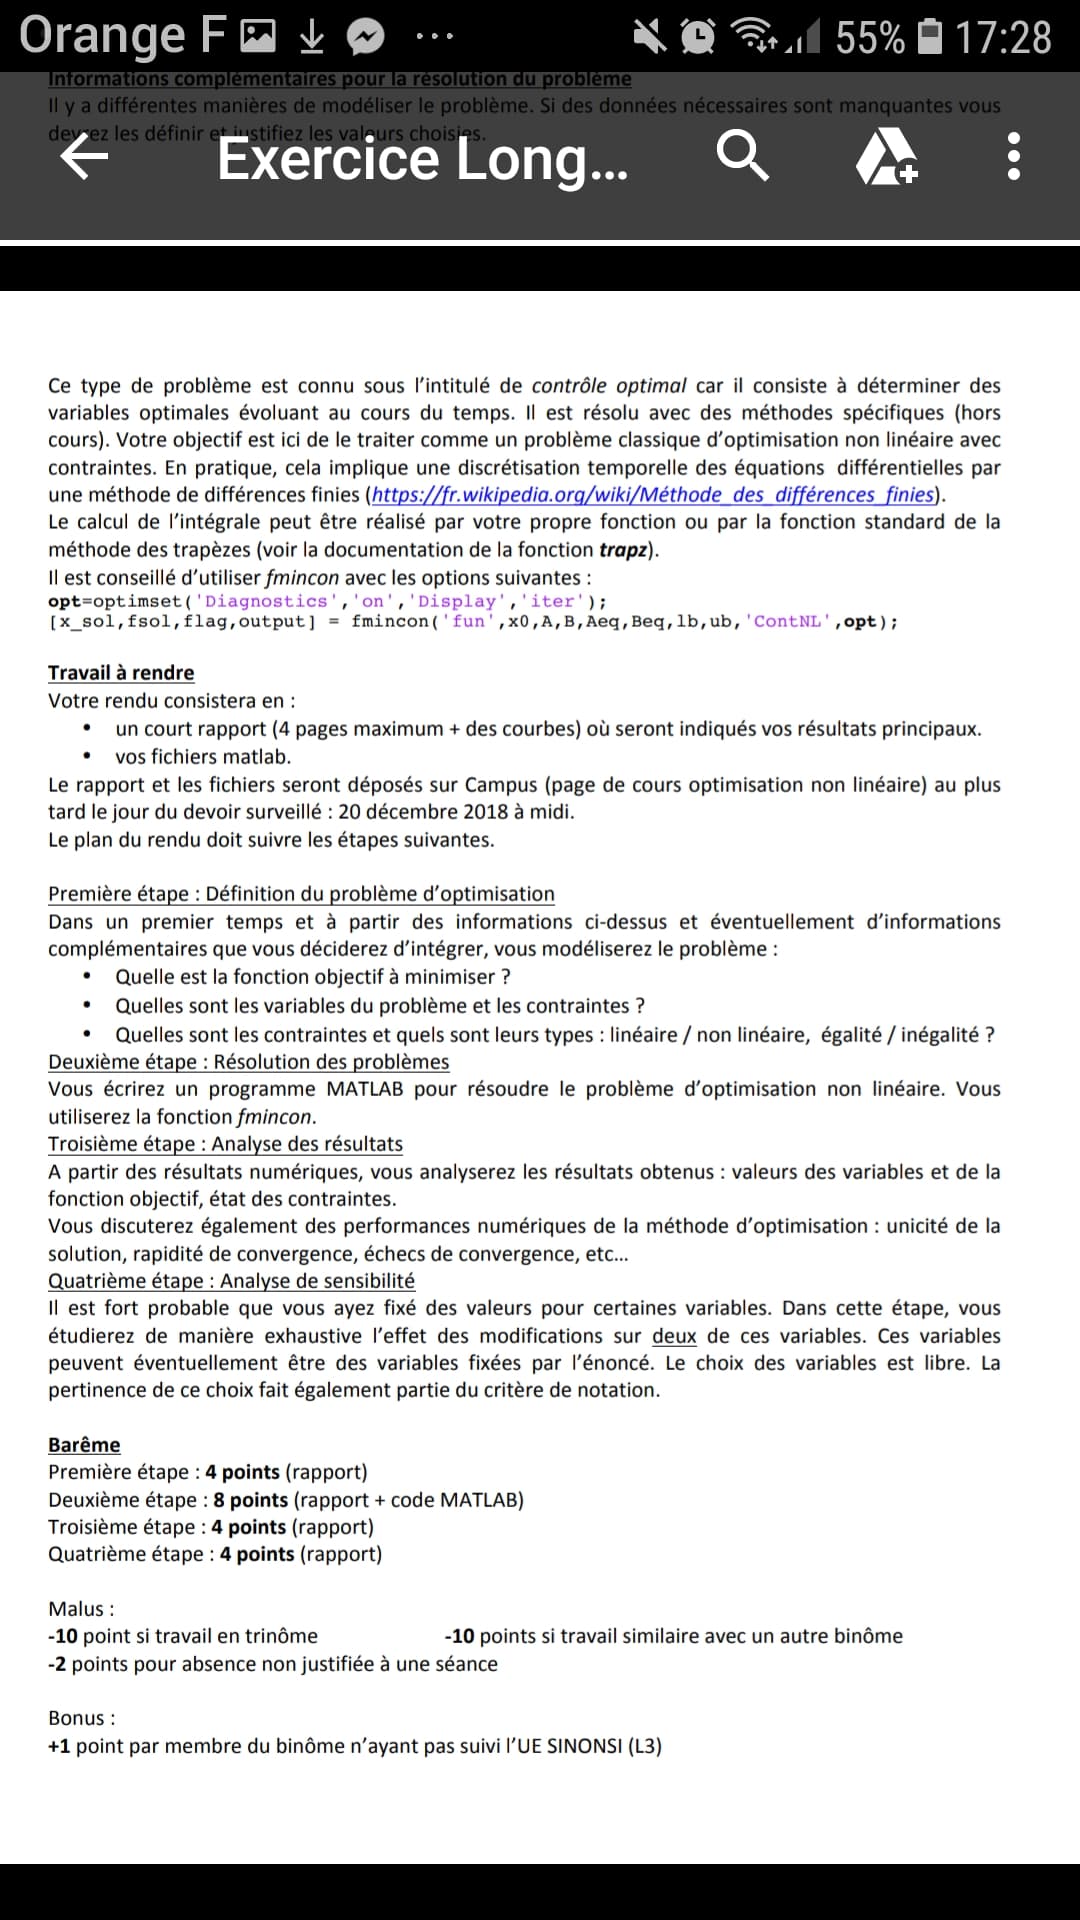 Orange F ... 55% 17:28
Informations complémentaires pour la résolution du problème
Il y a différentes manières de modéliser le problème. Si des données nécessaires sont manquantes vous
devrez les définir et justifiez les valeurs choisies.
Exercice Long...
Ce type de problème est connu sous l’intitulé de contrôle optimal car il consiste à déterminer des
variables optimales évoluant au cours du temps. Il est résolu avec des méthodes spécifiques (hors
cours). Votre objectif est ici de le traiter comme un problème classique d’optimisation non linéaire avec
contraintes. En pratique, cela implique une discrétisation temporelle des équations différentielles par
une méthode de différences finies (https://fr.wikipedia.org/wiki/Méthode_des_différences_finies).
Le calcul de l’intégrale peut être réalisé par votre propre fonction ou par la fonction standard de la
méthode des trapèzes (voir la documentation de la fonction trapz).
Il est conseillé d’utiliser fmincon avec les options suivantes :
opt=optimset('Diagnostics','on','Display','iter');
[x_sol,fsol,flag,output] = fmincon('fun',x0,A,B,Aeq,Beq,lb,ub,'ContNL',opt);
Travail à rendre
Votre rendu consistera en :
• un court rapport (4 pages maximum + des courbes) où seront indiqués vos résultats principaux.
• vos fichiers matlab.
Le rapport et les fichiers seront déposés sur Campus (page de cours optimisation non linéaire) au plus
tard le jour du devoir surveillé : 20 décembre 2018 à midi.
Le plan du rendu doit suivre les étapes suivantes.
Première étape : Définition du problème d’optimisation
Dans un premier temps et à partir des informations ci-dessus et éventuellement d’informations
complémentaires que vous déciderez d’intégrer, vous modéliserez le problème :
• Quelle est la fonction objectif à minimiser ?
• Quelles sont les variables du problème et les contraintes ?
• Quelles sont les contraintes et quels sont leurs types : linéaire / non linéaire, égalité / inégalité ?
Deuxième étape : Résolution des problèmes
Vous écrirez un programme MATLAB pour résoudre le problème d’optimisation non linéaire. Vous
utiliserez la fonction fmincon.
Troisième étape : Analyse des résultats
A partir des résultats numériques, vous analyserez les résultats obtenus : valeurs des variables et de la
fonction objectif, état des contraintes.
Vous discuterez également des performances numériques de la méthode d’optimisation : unicité de la
solution, rapidité de convergence, échecs de convergence, etc...
Quatrième étape : Analyse de sensibilité
Il est fort probable que vous ayez fixé des valeurs pour certaines variables. Dans cette étape, vous
étudierez de manière exhaustive l’effet des modifications sur deux de ces variables. Ces variables
peuvent éventuellement être des variables fixées par l’énoncé. Le choix des variables est libre. La
pertinence de ce choix fait également partie du critère de notation.
Barême
Première étape : 4 points (rapport)
Deuxième étape : 8 points (rapport + code MATLAB)
Troisième étape : 4 points (rapport)
Quatrième étape : 4 points (rapport)
Malus :
-10 point si travail en trinôme -10 points si travail similaire avec un autre binôme
-2 points pour absence non justifiée à une séance
Bonus :
+1 point par membre du binôme n’ayant pas suivi l’UE SINONSI (L3)